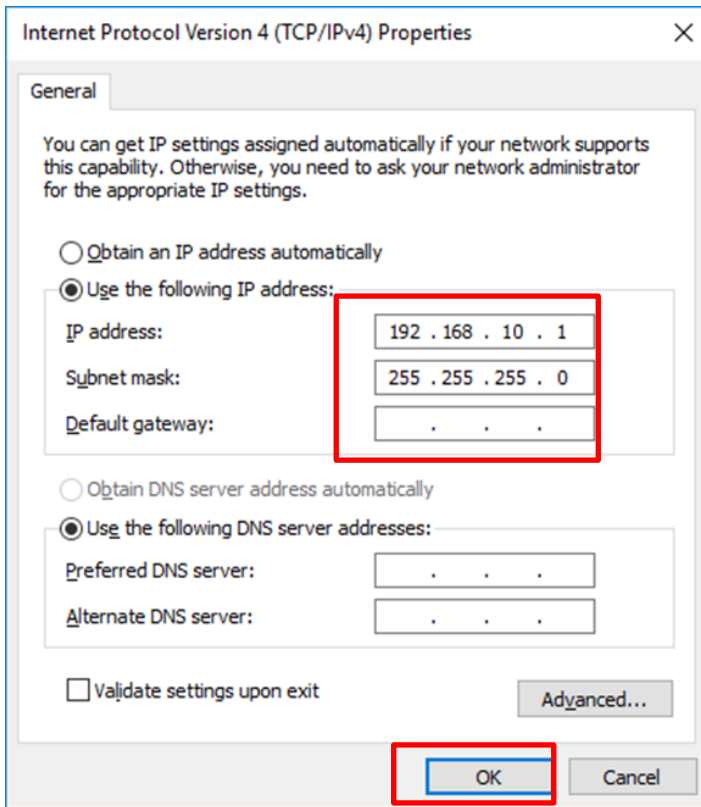 Internet Protocol Version 4 (TCP/IPv4) Properties
General
You can get IP settings assigned automatically if your network supports
this capability. Otherwise, you need to ask your network administrator
for the appropriate IP settings.
Obtain an IP address automatically
Use the following IP address:
IP address: 192 . 168 . 10 . 1
Subnet mask: 255 . 255 . 255 . 0
Default gateway: . . .
Obtain DNS server address automatically
Use the following DNS server addresses:
Preferred DNS server: . . .
Alternate DNS server: . . .
Validate settings upon exit
Advanced...
OK Cancel